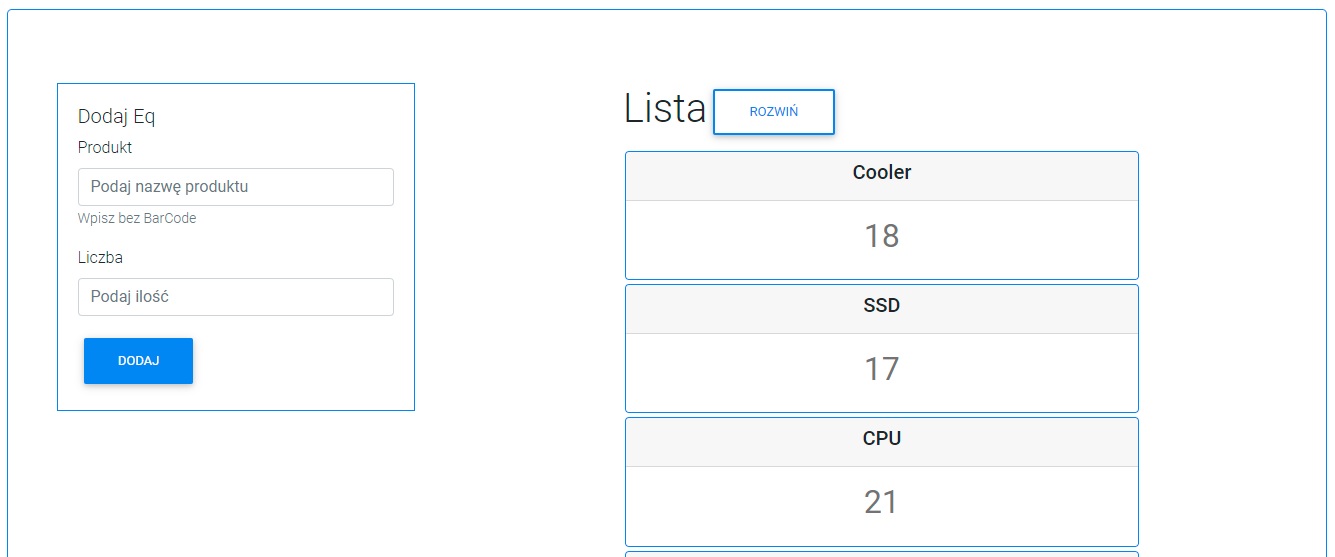 Dodaj Eq
Produkt
Podaj nazwę produktu
Wpisz bez BarCode
Liczba
Podaj ilość
DODAJ
Lista
ROZWIŃ
Cooler
18
SSD
17
CPU
21